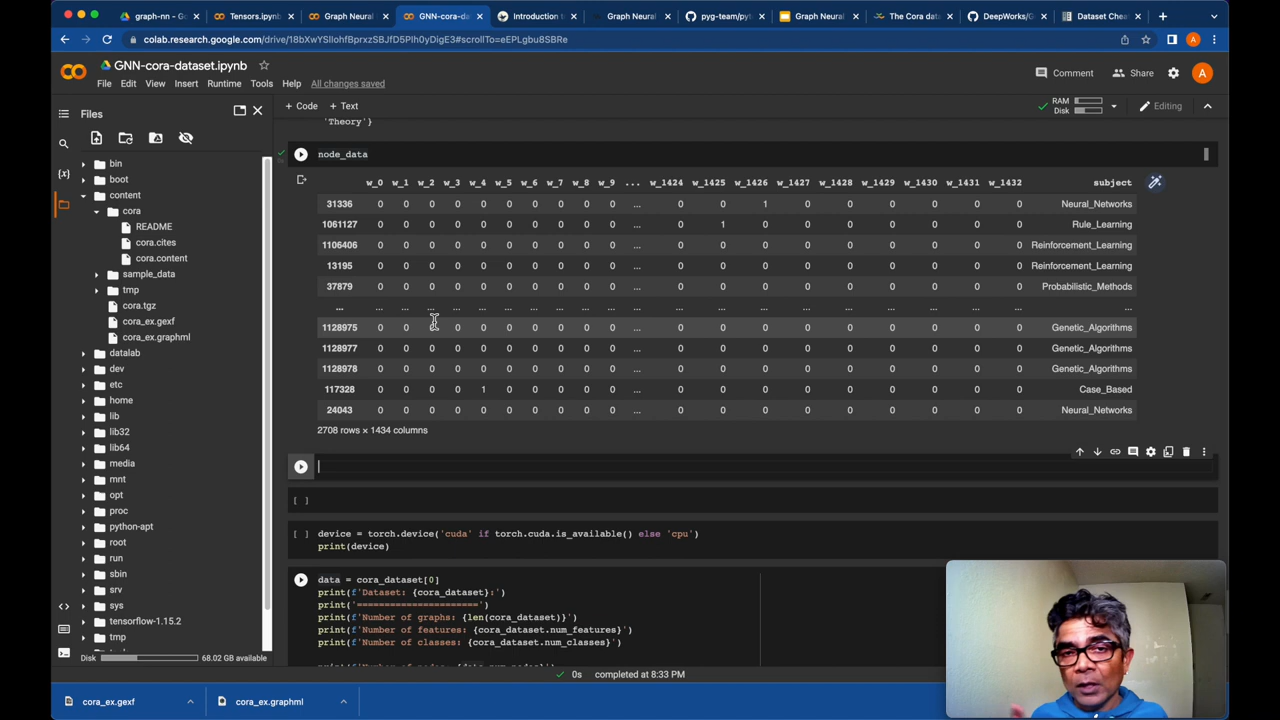 graph-nn - Go
Tensors.ipynb
Graph Neural
GNN-cora-dat
Introduction to
Graph Neural
pyg-team/pyto
Graph Neural
The Cora data
DeepWorks/Gr
Dataset Cheat
colab.research.google.com/drive/18bXwYSIIohfBprxzSBJfD5PIh0yDigE3#scrollTo=eEPLgbu8SBRe
A
GNN-cora-dataset.ipynb
File Edit View Insert Runtime Tools Help All changes saved
Comment Share A
Files
+ Code + Text
RAM
Disk
Editing
'Theory'}
bin
boot
content
cora
README
cora.cites
cora.content
sample_data
tmp
cora.tgz
cora_ex.gexf
cora_ex.graphml
datalab
dev
etc
home
lib
lib32
lib64
media
mnt
opt
proc
python-apt
root
run
sbin
srv
sys
tensorflow-1.15.2
tmp
Disk 68.02 GB available
node_data
w_0 w_1 w_2 w_3 w_4 w_5 w_6 w_7 w_8 w_9 ... w_1424 w_1425 w_1426 w_1427 w_1428 w_1429 w_1430 w_1431 w_1432 subject
31336 0 0 0 0 0 0 0 0 0 0 ... 0 0 1 0 0 0 0 0 0 Neural_Networks
1061127 0 0 0 0 0 0 0 0 0 0 ... 0 1 0 0 0 0 0 0 0 Rule_Learning
1106406 0 0 0 0 0 0 0 0 0 0 ... 0 0 0 0 0 0 0 0 0 Reinforcement_Learning
13195 0 0 0 0 0 0 0 0 0 0 ... 0 0 0 0 0 0 0 0 0 Reinforcement_Learning
37879 0 0 0 0 0 0 0 0 0 0 ... 0 0 0 0 0 0 0 0 0 Probabilistic_Methods
... ... ... ... ... ... ... ... ... ... ... ... ... ... ... ... ... ... ... ... ... ...
1128975 0 0 0 0 0 0 0 0 0 0 ... 0 0 0 0 0 0 0 0 0 Genetic_Algorithms
1128977 0 0 0 0 0 0 0 0 0 0 ... 0 0 0 0 0 0 0 0 0 Genetic_Algorithms
1128978 0 0 0 0 0 0 0 0 0 0 ... 0 0 0 0 0 0 0 0 0 Genetic_Algorithms
117328 0 0 0 0 1 0 0 0 0 0 ... 0 0 0 0 0 0 0 0 0 Case_Based
24043 0 0 0 0 0 0 0 0 0 0 ... 0 0 0 0 0 0 0 0 0 Neural_Networks
2708 rows × 1434 columns
[ ]
[ ] device = torch.device('cuda' if torch.cuda.is_available() else 'cpu')
print(device)
data = cora_dataset[0]
print(f'Dataset: {cora_dataset}:')
print('======================')
print(f'Number of graphs: {len(cora_dataset)}')
print(f'Number of features: {cora_dataset.num_features}')
print(f'Number of classes: {cora_dataset.num_classes}')
0s completed at 8:33 PM
cora_ex.gexf
cora_ex.graphml